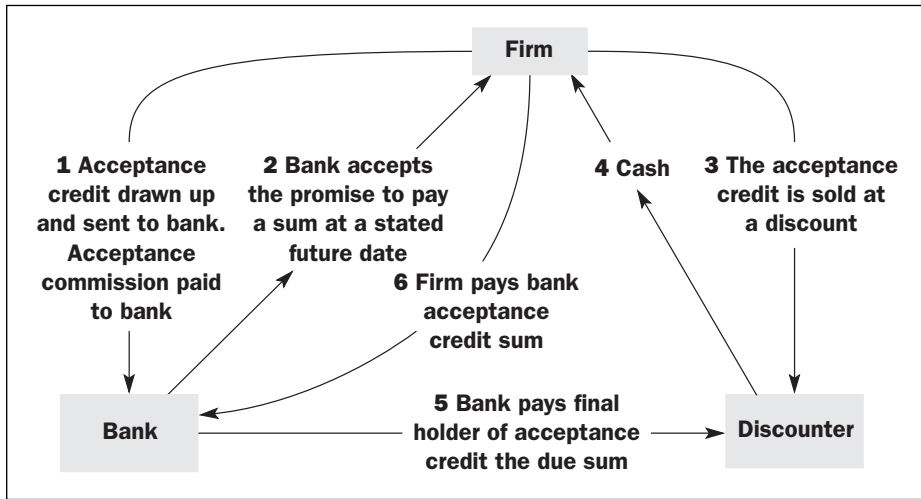 Firm
1 Acceptance
credit drawn up
and sent to bank.
Acceptance
commission paid
to bank
2 Bank accepts
the promise to pay
a sum at a stated
future date
4 Cash
3 The acceptance
credit is sold at
a discount
6 Firm pays bank
acceptance
credit sum
Bank
5 Bank pays final
holder of acceptance
credit the due sum
Discounter